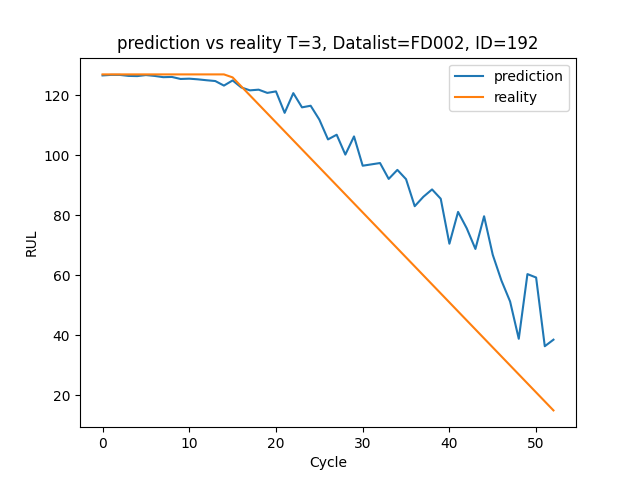 prediction vs reality T=3, Datalist=FD002, ID=192
prediction
reality
120
100
80
60
40
20
RUL
0 10 20 30 40 50
Cycle